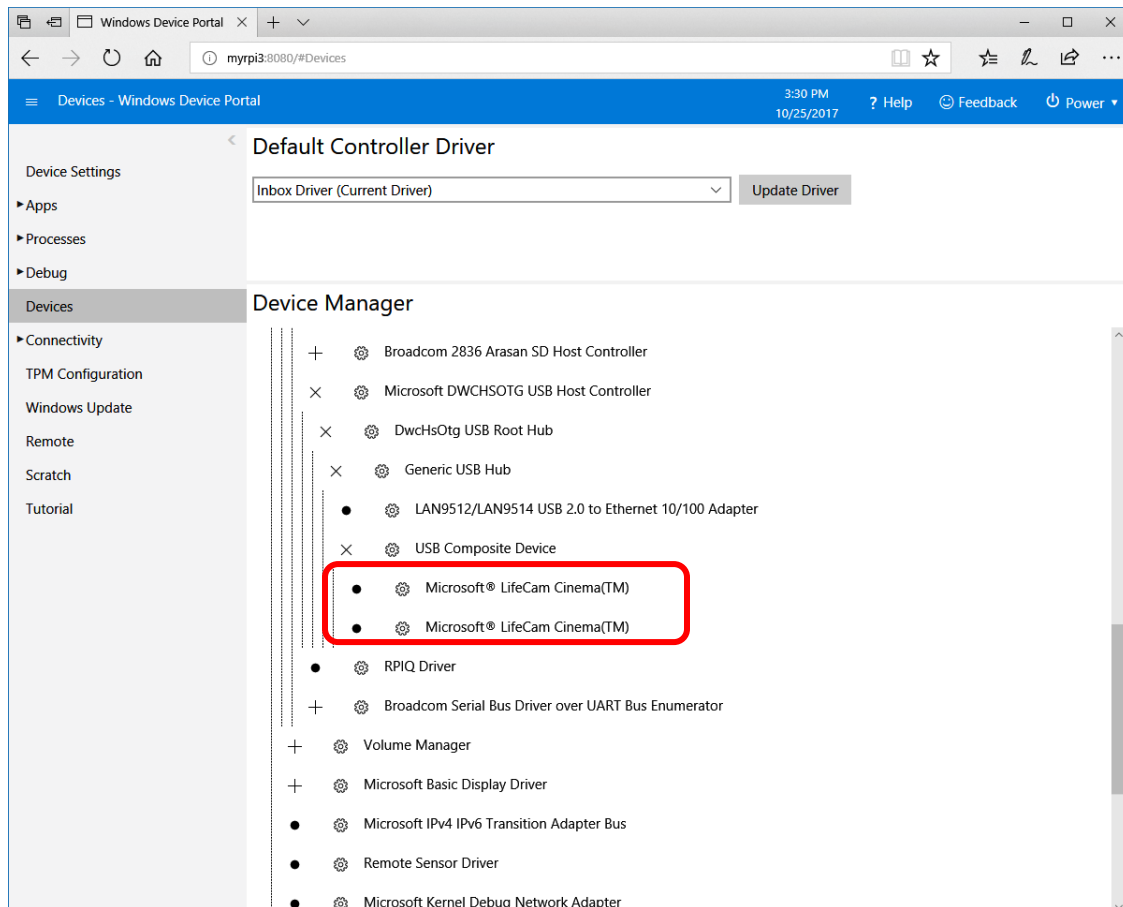 Windows Device Portal
myrpi3:8080/#Devices
Devices - Windows Device Portal
3:30 PM
10/25/2017
? Help
Feedback
Power
Device Settings
Apps
Processes
Debug
Devices
Connectivity
TPM Configuration
Windows Update
Remote
Scratch
Tutorial
Default Controller Driver
Inbox Driver (Current Driver)
Update Driver
Device Manager
Broadcom 2836 Arasan SD Host Controller
Microsoft DWCHSOTG USB Host Controller
DwcHsOtg USB Root Hub
Generic USB Hub
LAN9512/LAN9514 USB 2.0 to Ethernet 10/100 Adapter
USB Composite Device
Microsoft® LifeCam Cinema(TM)
Microsoft® LifeCam Cinema(TM)
RPIQ Driver
Broadcom Serial Bus Driver over UART Bus Enumerator
Volume Manager
Microsoft Basic Display Driver
Microsoft IPv4 IPv6 Transition Adapter Bus
Remote Sensor Driver
Microsoft Kernel Debug Network Adapter